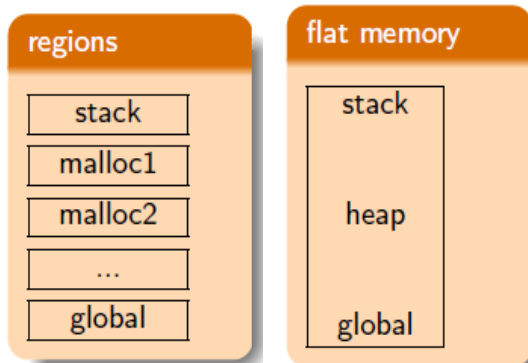 regions
stack
malloc1
malloc2
...
global
flat memory
stack
heap
global